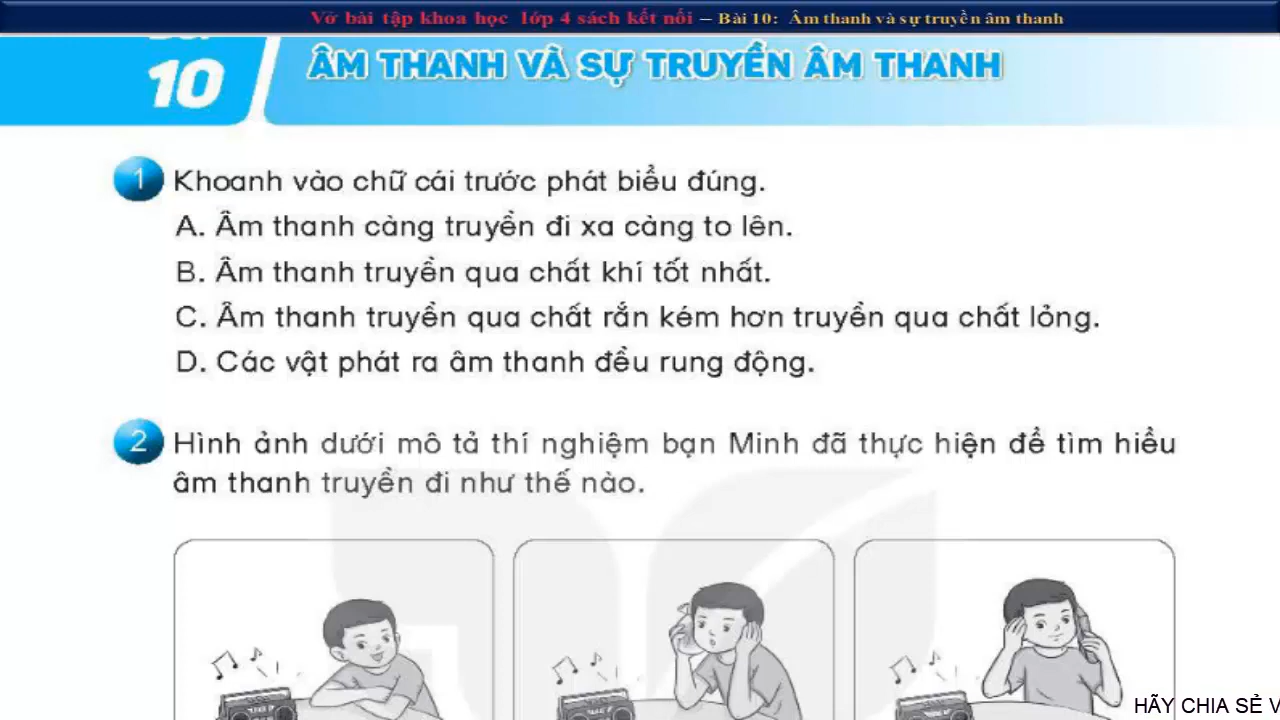 Vở bài tập khoa học lớp 4 sách kết nối – Bài 10: Âm thanh và sự truyền âm thanh
10
ÂM THANH VÀ SỰ TRUYỀN ÂM THANH
1 Khoanh vào chữ cái trước phát biểu đúng.
A. Âm thanh càng truyền đi xa càng to lên.
B. Âm thanh truyền qua chất khí tốt nhất.
C. Âm thanh truyền qua chất rắn kém hơn truyền qua chất lỏng.
D. Các vật phát ra âm thanh đều rung động.
2 Hình ảnh dưới mô tả thí nghiệm bạn Minh đã thực hiện để tìm hiểu
âm thanh truyền đi như thế nào.
HÃY CHIA SẺ V